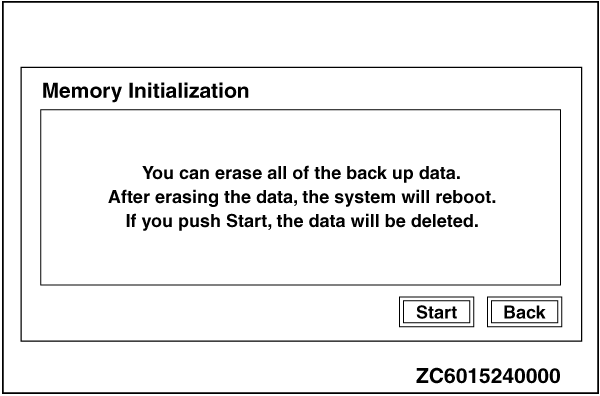 Memory Initialization
You can erase all of the back up data.
After erasing the data, the system will reboot.
If you push Start, the data will be deleted.
Start Back
ZC6015240000